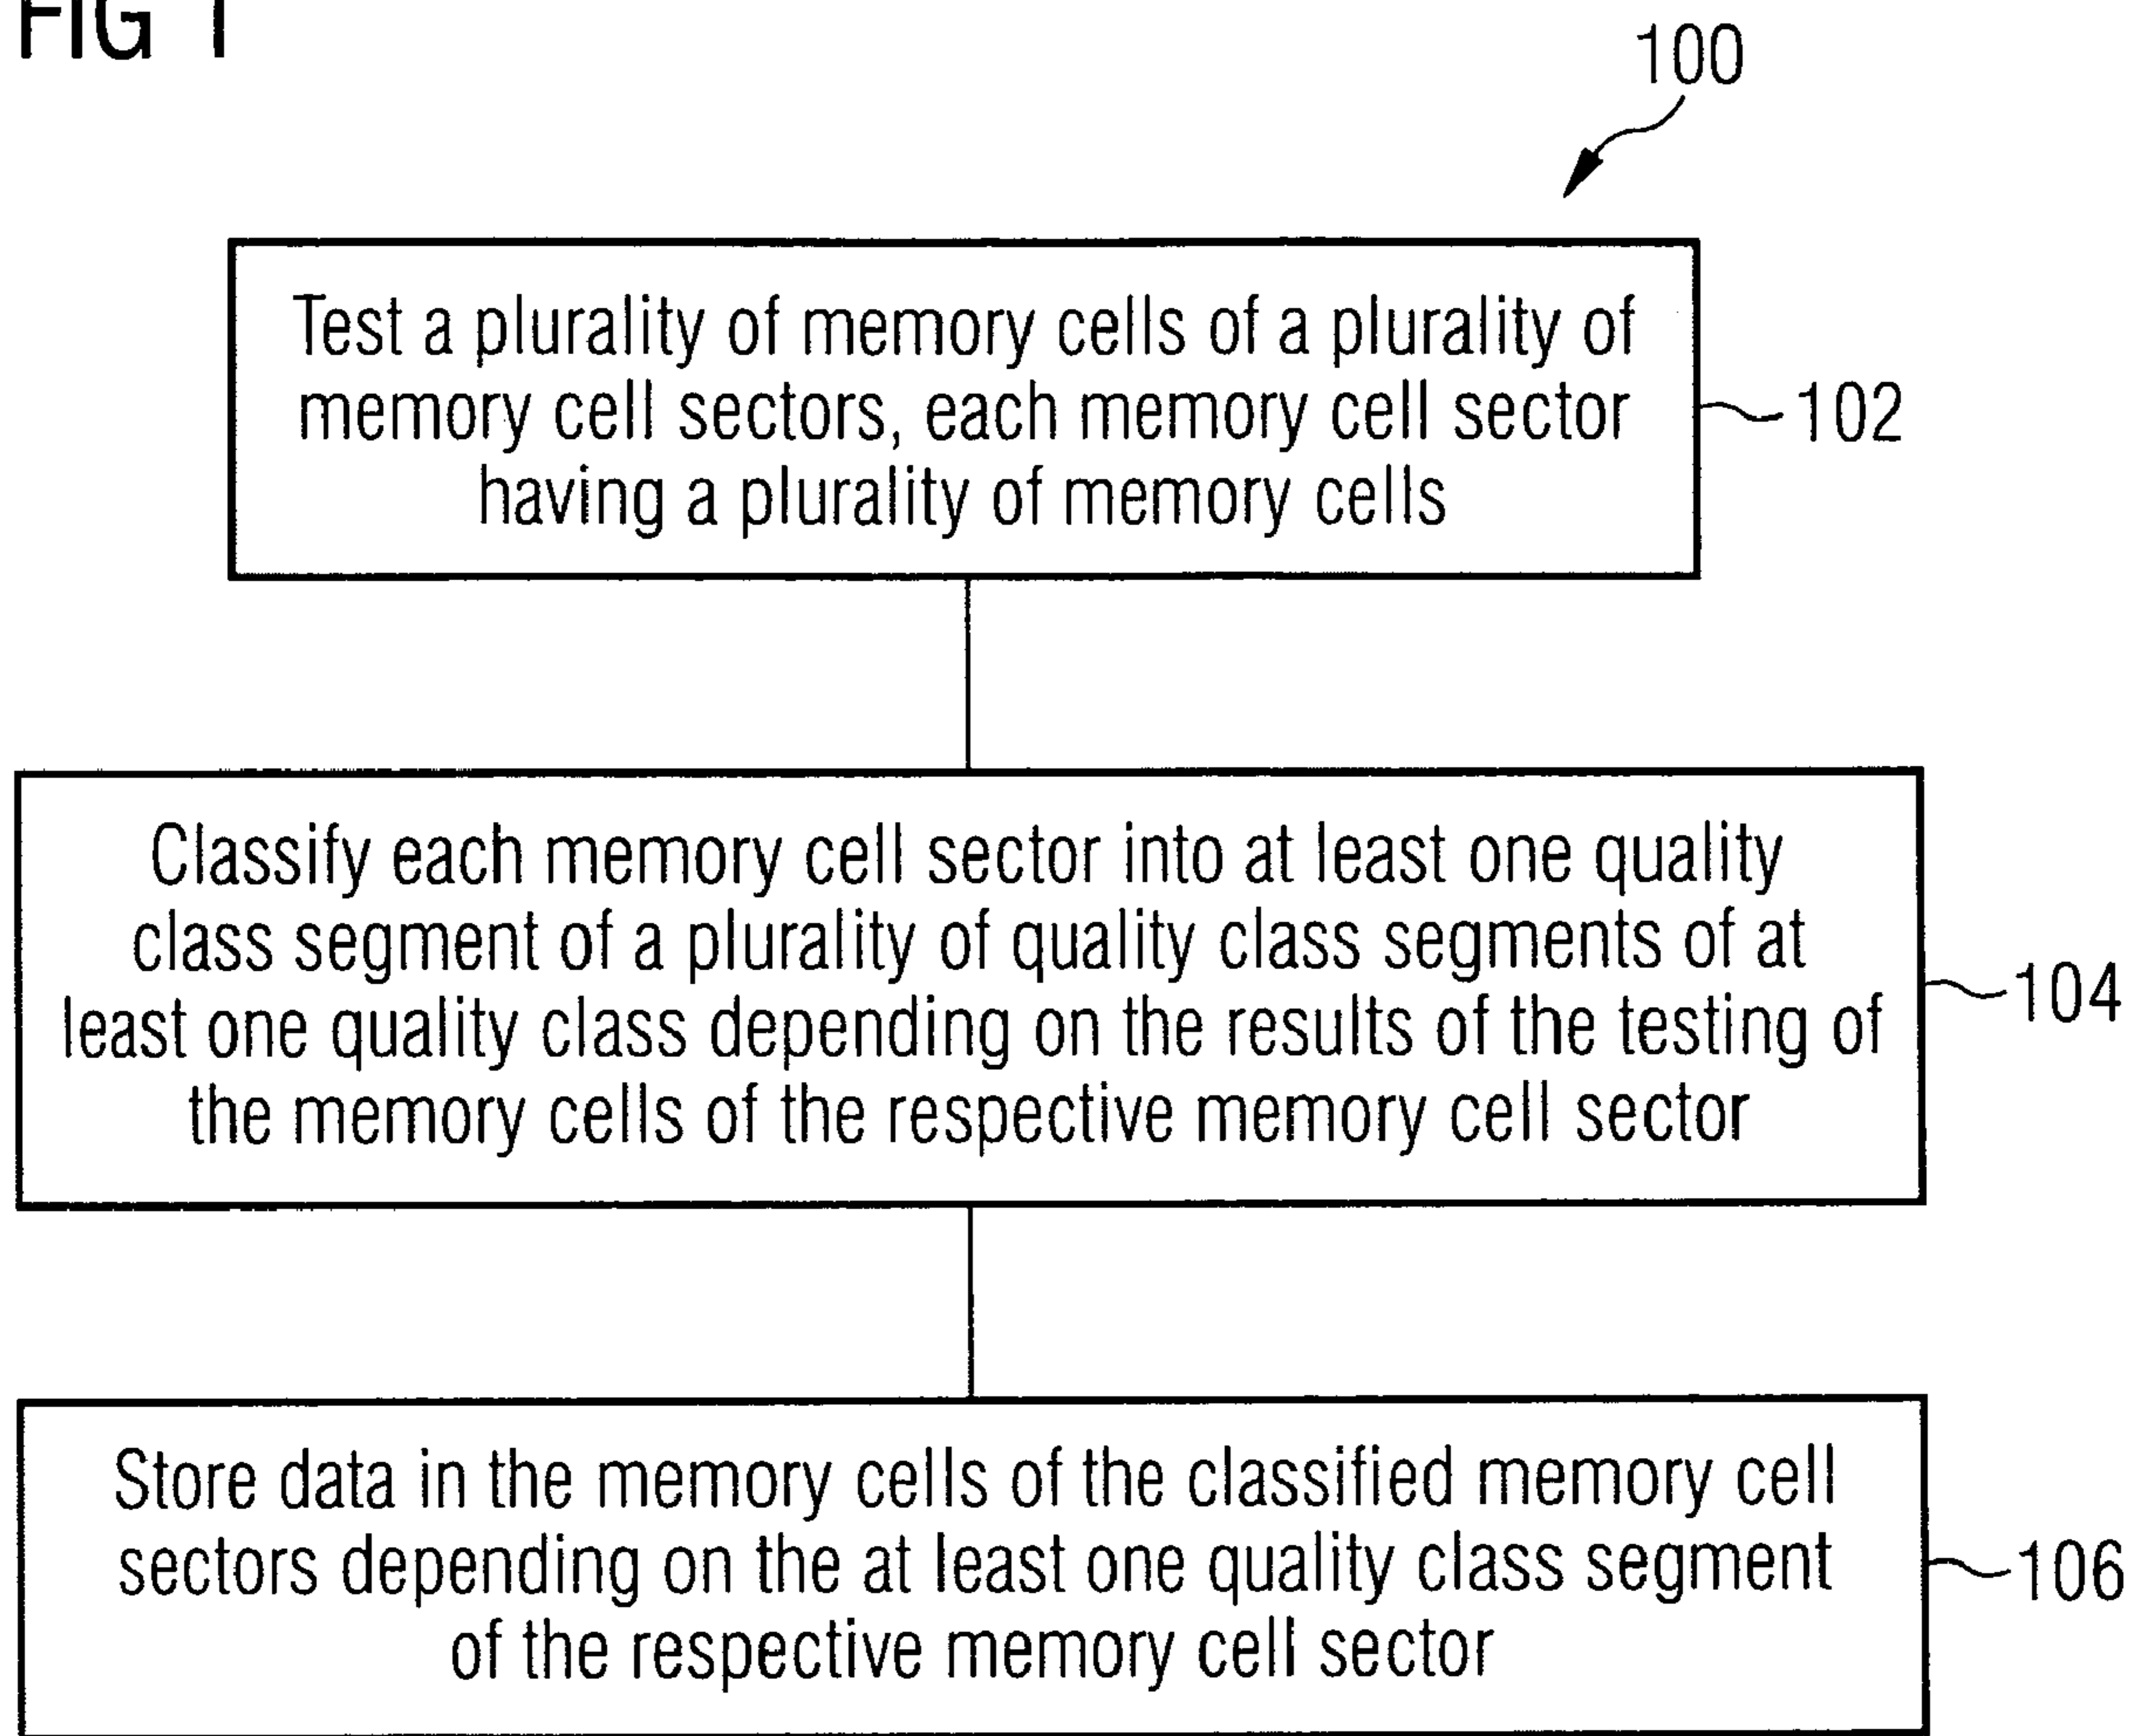 FIG 1
100
Test a plurality of memory cells of a plurality of
memory cell sectors, each memory cell sector
having a plurality of memory cells
102
Classify each memory cell sector into at least one quality
class segment of a plurality of quality class segments of at
least one quality class depending on the results of the testing of
the memory cells of the respective memory cell sector
104
Store data in the memory cells of the classified memory cell
sectors depending on the at least one quality class segment
of the respective memory cell sector
106